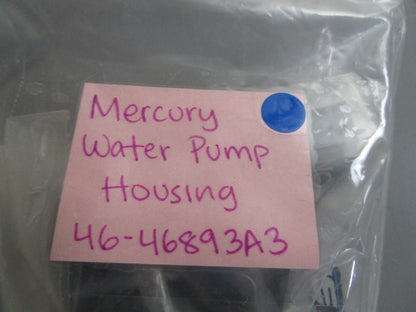 Mercury
Water Pump
Housing
46-46893A3